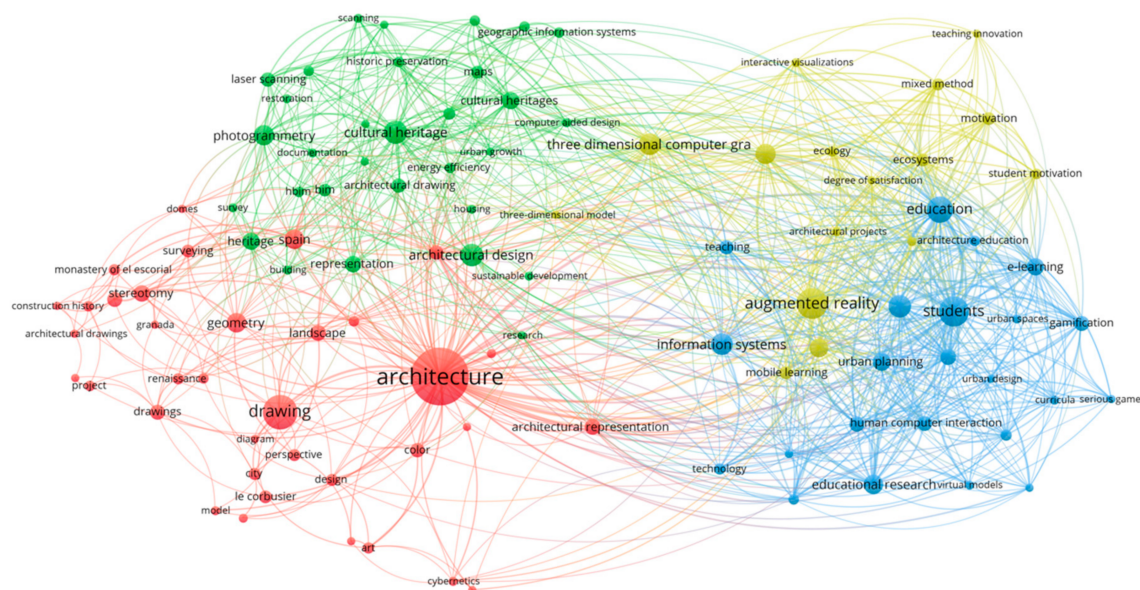 scanning
geographic information systems
teaching innovation
historic preservation
interactive visualizations
laser scanning
maps
mixed method
restoration
cultural heritages
computer aided design
motivation
photogrammetry
cultural heritage
three dimensional computer gra
documentation
urban growth
ecology
ecosystems
energy efficiency
student motivation
hbim
bim
architectural drawing
degree of satisfaction
domes
survey
housing
three-dimensional model
education
heritage
spain
architectural projects
architecture education
surveying
architectural design
teaching
monastery of el escorial
building
representation
sustainable development
e-learning
stereotomy
construction history
augmented reality
students
urban spaces
gamification
architectural drawings
granada
geometry
landscape
research
information systems
urban planning
mobile learning
project
renaissance
architecture
urban design
drawings
drawing
curricula
serious game
architectural representation
human computer interaction
diagram
perspective
color
city
technology
le corbusier
design
educational research
virtual models
model
art
cybernetics